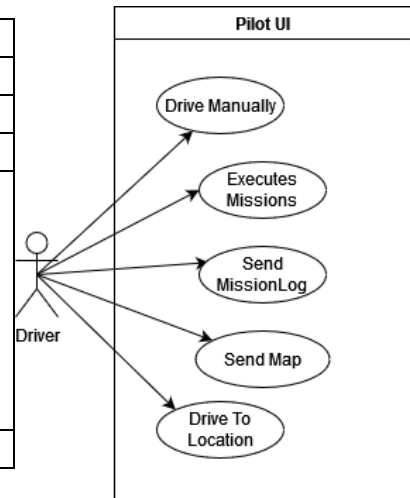 Pilot UI
Drive Manually
Executes
Missions
Send
MissionLog
Driver
Send Map
Drive To
Location